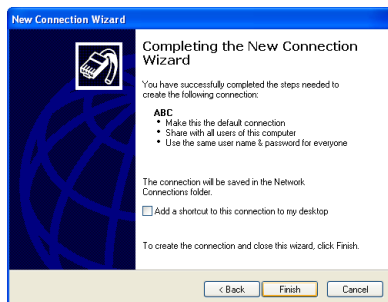 New Connection Wizard
Completing the New Connection
Wizard
You have successfully completed the steps needed to
create the following connection:
ABC
• Make this the default connection
• Share with all users of this computer
• Use the same user name & password for everyone
The connection will be saved in the Network
Connections folder.
Add a shortcut to this connection to my desktop
To create the connection and close this wizard, click Finish.
< Back Finish Cancel